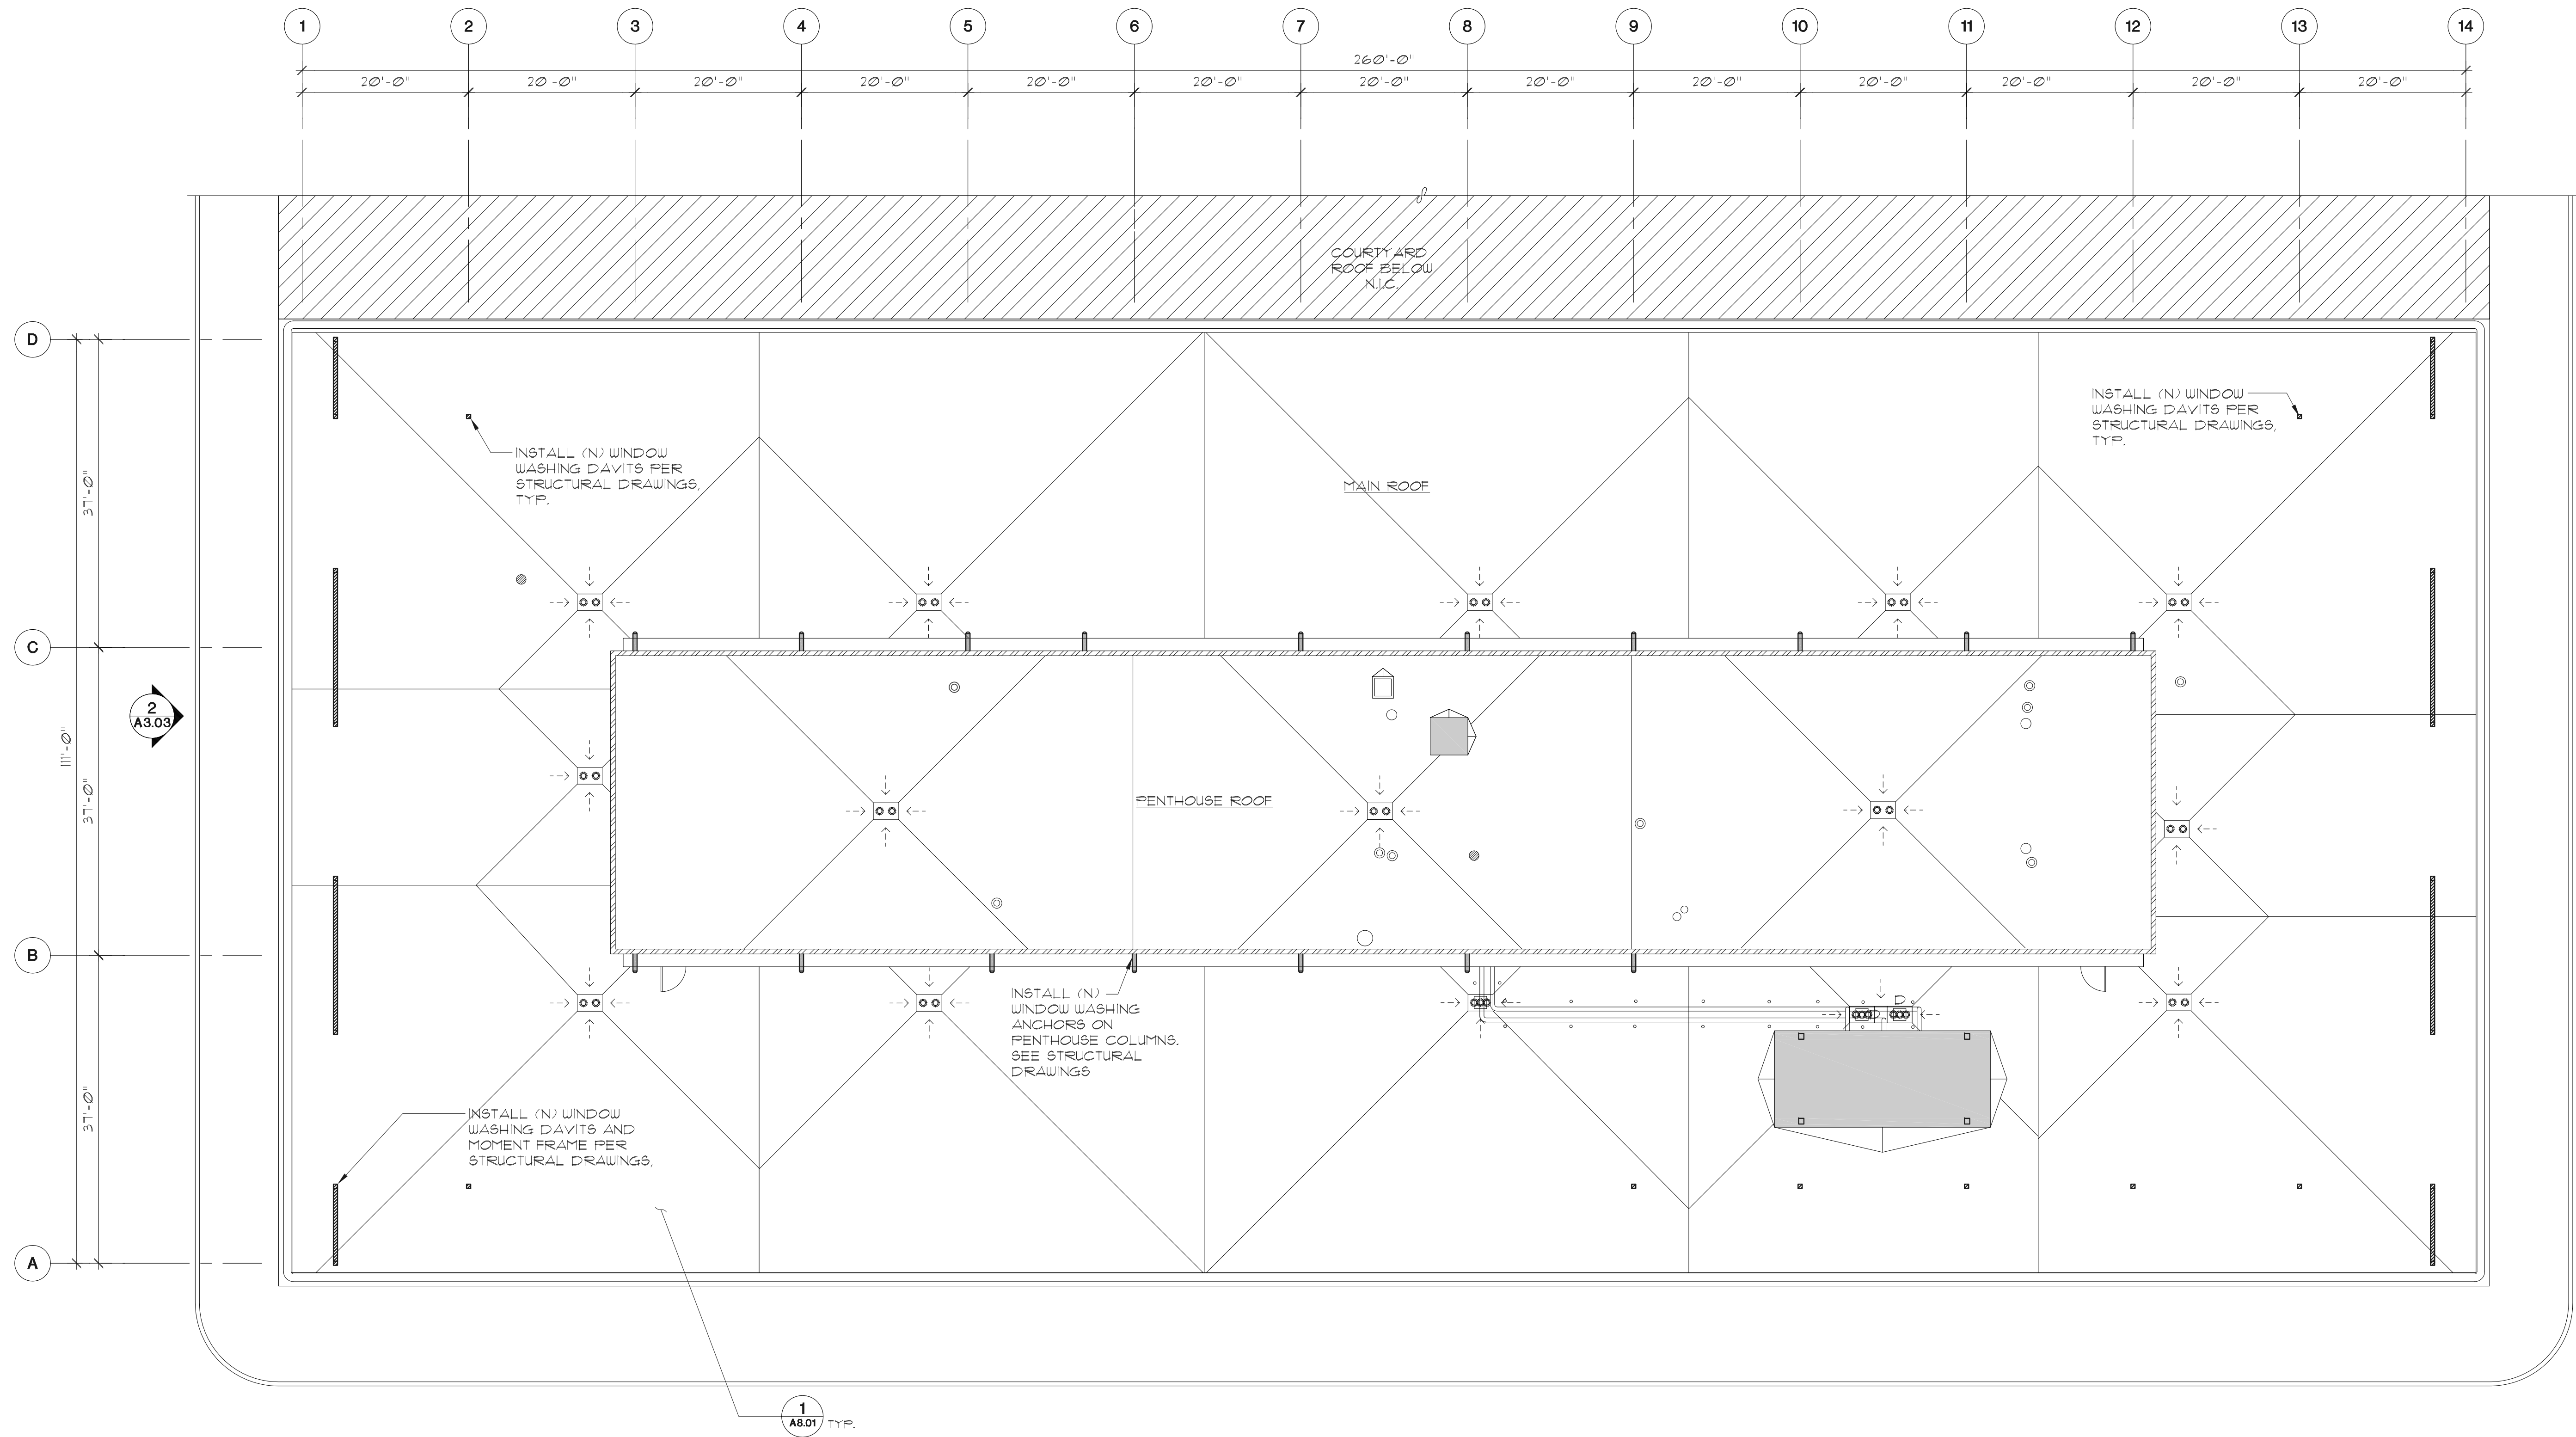 1 2 3 4 5 6 7 8 9 10 11 12 13 14
260'-0"
20'-0" 20'-0" 20'-0" 20'-0" 20'-0" 20'-0" 20'-0" 20'-0" 20'-0" 20'-0" 20'-0" 20'-0" 20'-0"
COURTYARD
ROOF BELOW
N.I.C.
D
INSTALL (N) WINDOW
WASHING DAVITS PER
STRUCTURAL DRAWINGS,
TYP.
INSTALL (N) WINDOW
WASHING DAVITS PER
STRUCTURAL DRAWINGS,
TYP.
37'-0"
MAIN ROOF
C
2
A3.03
111'-0"
37'-0"
PENTHOUSE ROOF
B
INSTALL (N)
WINDOW WASHING
ANCHORS ON
PENTHOUSE COLUMNS.
SEE STRUCTURAL
DRAWINGS
D
D
37'-0"
INSTALL (N) WINDOW
WASHING DAVITS AND
MOMENT FRAME PER
STRUCTURAL DRAWINGS,
A
1
A8.01
TYP.